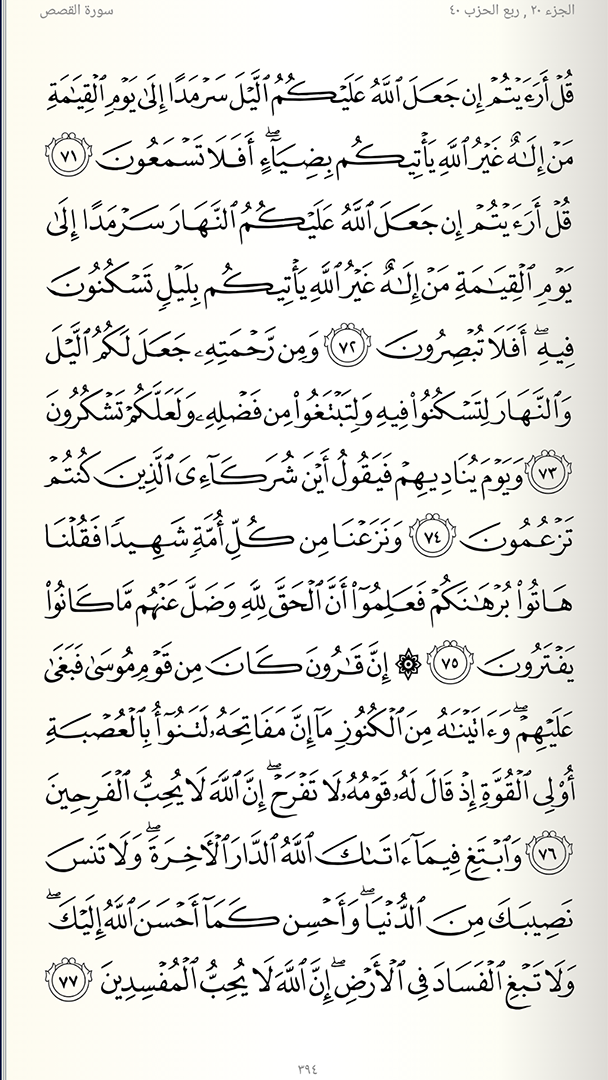 الجزء ٢٠ , ربع الحزب ٤٠ سورة القصص
قُلْ أَرَءَيْتُمْ إِن جَعَلَ ٱللَّهُ عَلَيْكُمُ ٱلَّيْلَ سَرْمَدًا إِلَىٰ يَوْمِ ٱلْقِيَـٰمَةِ
مَنْ إِلَـٰهٌ غَيْرُ ٱللَّهِ يَأْتِيكُم بِضِيَآءٍ ۖ أَفَلَا تَسْمَعُونَ ٧١
قُلْ أَرَءَيْتُمْ إِن جَعَلَ ٱللَّهُ عَلَيْكُمُ ٱلنَّهَارَ سَرْمَدًا إِلَىٰ
يَوْمِ ٱلْقِيَـٰمَةِ مَنْ إِلَـٰهٌ غَيْرُ ٱللَّهِ يَأْتِيكُم بِلَيْلٍ تَسْكُنُونَ
فِيهِ ۖ أَفَلَا تُبْصِرُونَ ٧٢ وَمِن رَّحْمَتِهِۦ جَعَلَ لَكُمُ ٱلَّيْلَ
وَٱلنَّهَارَ لِتَسْكُنُوا۟ فِيهِ وَلِتَبْتَغُوا۟ مِن فَضْلِهِۦ وَلَعَلَّكُمْ تَشْكُرُونَ
٧٣ وَيَوْمَ يُنَادِيهِمْ فَيَقُولُ أَيْنَ شُرَكَآءِىَ ٱلَّذِينَ كُنتُمْ
تَزْعُمُونَ ٧٤ وَنَزَعْنَا مِن كُلِّ أُمَّةٍ شَهِيدًا فَقُلْنَا
هَاتُوا۟ بُرْهَـٰنَكُمْ فَعَلِمُوٓا۟ أَنَّ ٱلْحَقَّ لِلَّهِ وَضَلَّ عَنْهُم مَّا كَانُوا۟
يَفْتَرُونَ ٧٥ ۞ إِنَّ قَـٰرُونَ كَانَ مِن قَوْمِ مُوسَىٰ فَبَغَىٰ
عَلَيْهِمْ ۖ وَءَاتَيْنَـٰهُ مِنَ ٱلْكُنُوزِ مَآ إِنَّ مَفَاتِحَهُۥ لَتَنُوٓأُ بِٱلْعُصْبَةِ
أُو۟لِى ٱلْقُوَّةِ إِذْ قَالَ لَهُۥ قَوْمُهُۥ لَا تَفْرَحْ ۖ إِنَّ ٱللَّهَ لَا يُحِبُّ ٱلْفَرِحِينَ
٧٦ وَٱبْتَغِ فِيمَآ ءَاتَىٰكَ ٱللَّهُ ٱلدَّارَ ٱلْـَٔاخِرَةَ ۖ وَلَا تَنسَ
نَصِيبَكَ مِنَ ٱلدُّنْيَا ۖ وَأَحْسِن كَمَآ أَحْسَنَ ٱللَّهُ إِلَيْكَ ۖ
وَلَا تَبْغِ ٱلْفَسَادَ فِى ٱلْأَرْضِ ۖ إِنَّ ٱللَّهَ لَا يُحِبُّ ٱلْمُفْسِدِينَ ٧٧
٣٩٤